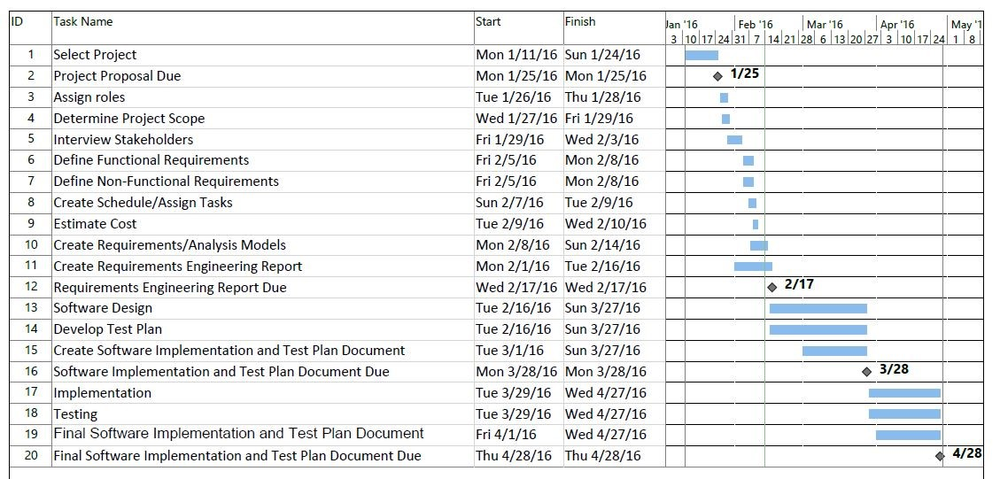 ID Task Name Start Finish Jan '16 Feb '16 Mar '16 Apr '16 May '1
3 10 17 24 31 7 14 21 28 6 13 20 27 3 10 17 24 1 8
1 Select Project Mon 1/11/16 Sun 1/24/16
2 Project Proposal Due Mon 1/25/16 Mon 1/25/16 1/25
3 Assign roles Tue 1/26/16 Thu 1/28/16
4 Determine Project Scope Wed 1/27/16 Fri 1/29/16
5 Interview Stakeholders Fri 1/29/16 Wed 2/3/16
6 Define Functional Requirements Fri 2/5/16 Mon 2/8/16
7 Define Non-Functional Requirements Fri 2/5/16 Mon 2/8/16
8 Create Schedule/Assign Tasks Sun 2/7/16 Tue 2/9/16
9 Estimate Cost Tue 2/9/16 Wed 2/10/16
10 Create Requirements/Analysis Models Mon 2/8/16 Sun 2/14/16
11 Create Requirements Engineering Report Mon 2/1/16 Tue 2/16/16
12 Requirements Engineering Report Due Wed 2/17/16 Wed 2/17/16 2/17
13 Software Design Tue 2/16/16 Sun 3/27/16
14 Develop Test Plan Tue 2/16/16 Sun 3/27/16
15 Create Software Implementation and Test Plan Document Tue 3/1/16 Sun 3/27/16
16 Software Implementation and Test Plan Document Due Mon 3/28/16 Mon 3/28/16 3/28
17 Implementation Tue 3/29/16 Wed 4/27/16
18 Testing Tue 3/29/16 Wed 4/27/16
19 Final Software Implementation and Test Plan Document Fri 4/1/16 Wed 4/27/16
20 Final Software Implementation and Test Plan Document Due Thu 4/28/16 Thu 4/28/16 4/28